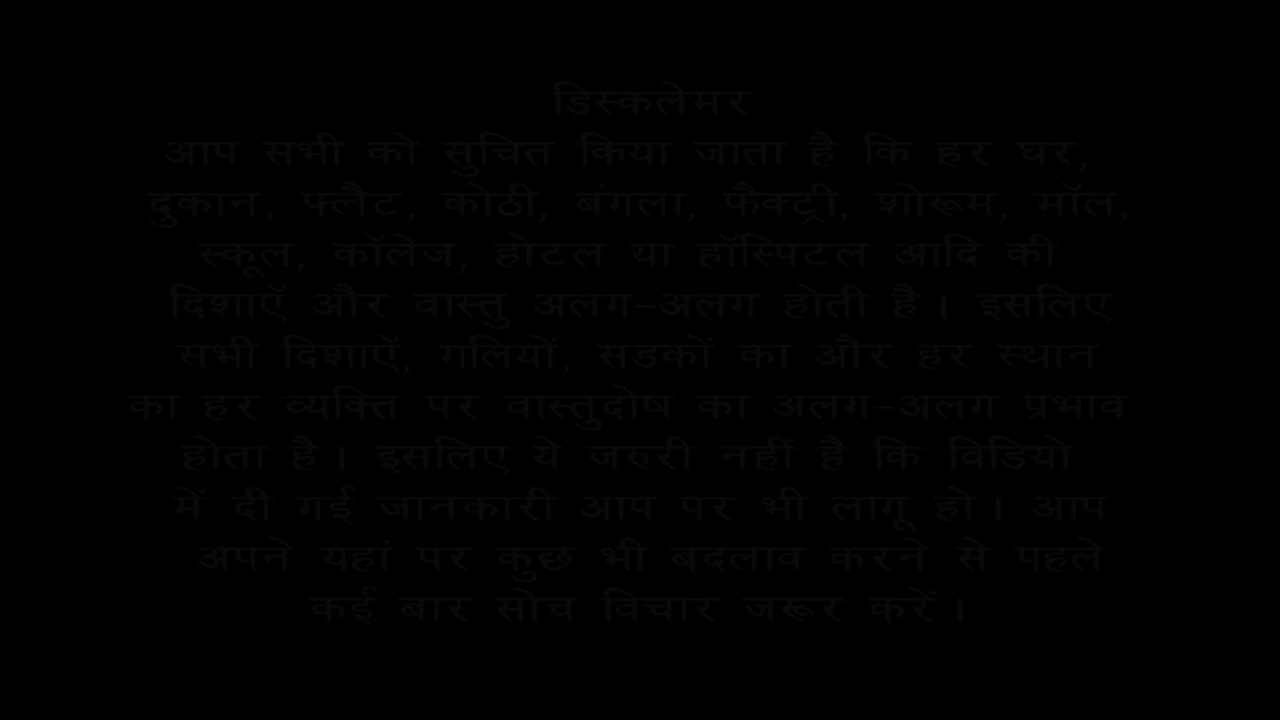 डिस्कलेमर
आप सभी को सुचित किया जाता है कि हर घर,
दुकान, फ्लैट, कोठी, बंगला, फैक्ट्री, शोरूम, मॉल,
स्कूल, कॉलेज, होटल या हॉस्पिटल आदि की
दिशाएॅ और वास्तु अलग–अलग होती है। इसलिए
सभी दिशाएॅ, गलियों, सडकों का और हर स्थान
का हर व्यक्ति पर वास्तुदोष का अलग–अलग प्रभाव
होता है। इसलिए ये जरुरी नहीं है कि विडियो
में दी गई जानकारी आप पर भी लागू हो। आप
अपने यहां पर कुछ भी बदलाव करने से पहले
कई बार सोच विचार जरूर करें।